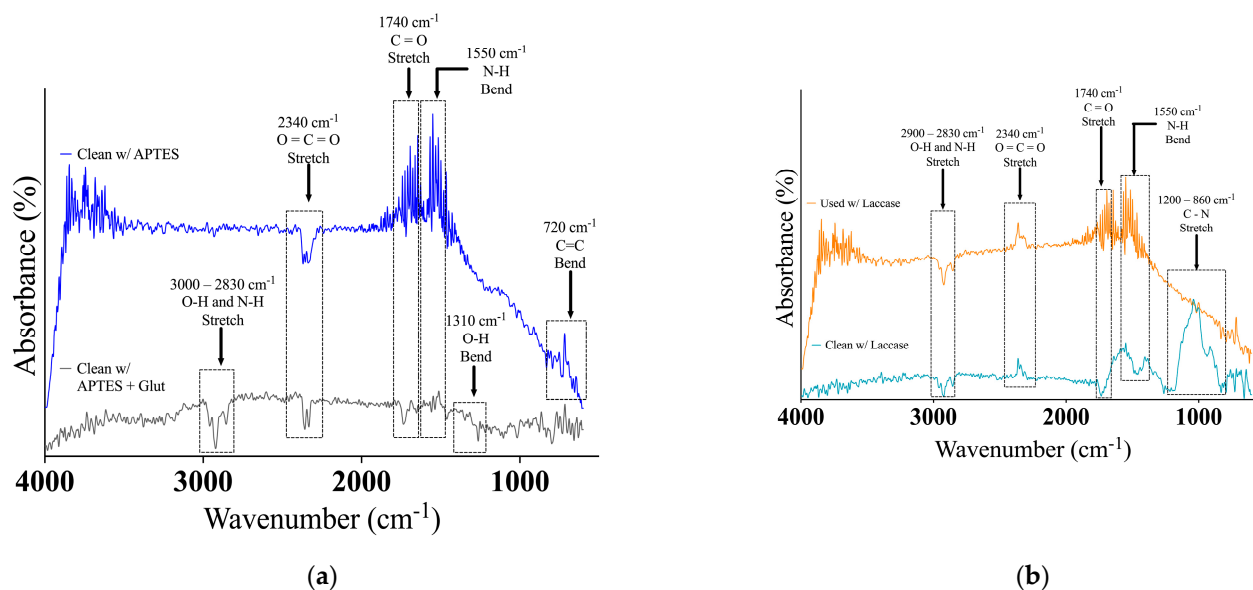 1740 cm-1
C = O
Stretch
1550 cm-1
N-H
Bend
2340 cm-1
O = C = O
Stretch
Clean w/ APTES
720 cm-1
C=C
Bend
3000 – 2830 cm-1
O-H and N-H
Stretch
1310 cm-1
O-H
Bend
Clean w/
APTES + Glut
Absorbance (%)
4000
3000
2000
1000
Wavenumber (cm-1)
(a)
1740 cm-1
C = O
Stretch
1550 cm-1
N-H
Bend
2900 – 2830 cm-1
O-H and N-H
Stretch
2340 cm-1
O = C = O
Stretch
Used w/ Laccase
1200 – 860 cm-1
C - N
Stretch
Clean w/ Laccase
Absorbance (%)
4000
3000
2000
1000
Wavenumber (cm-1)
(b)